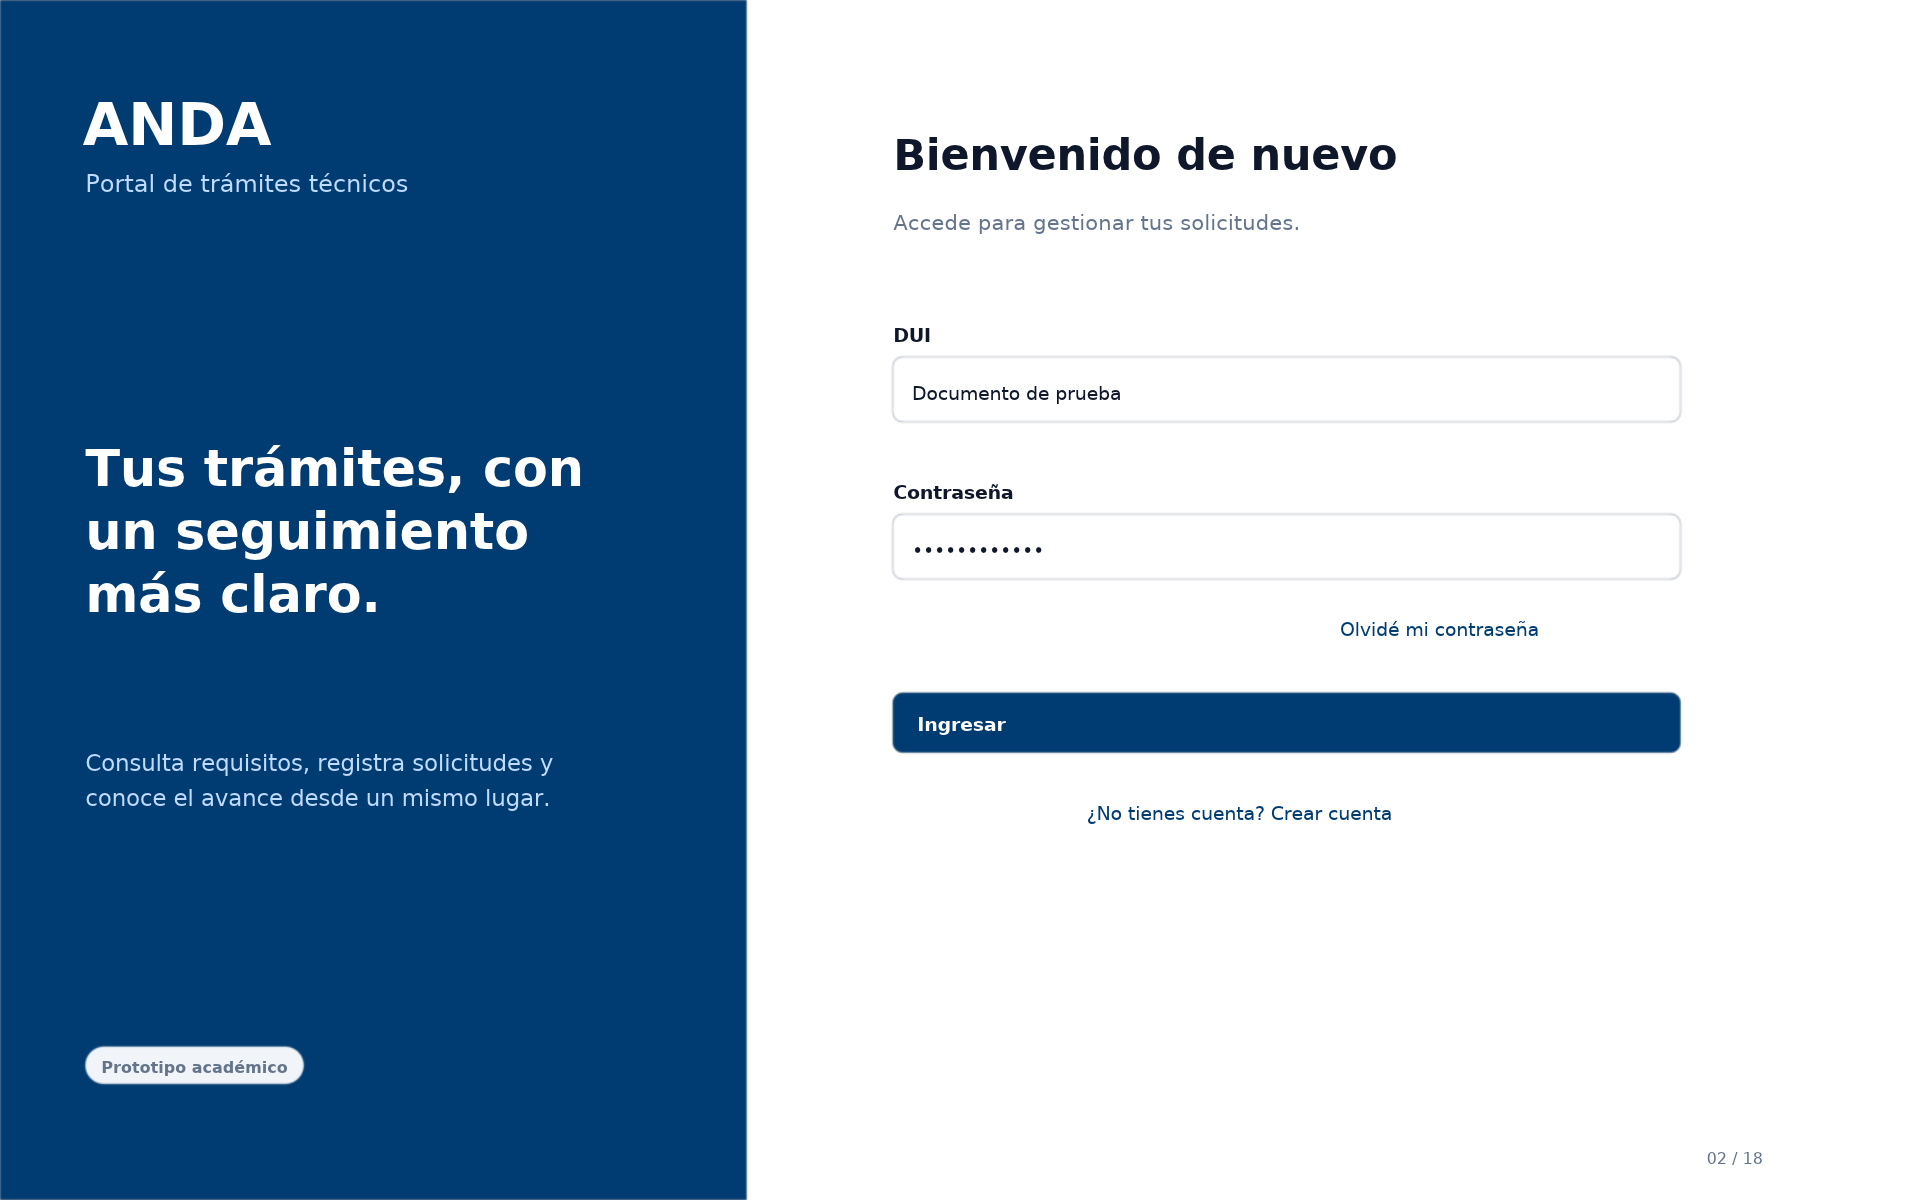 ANDA
Portal de trámites técnicos
Tus trámites, con
un seguimiento
más claro.
Consulta requisitos, registra solicitudes y
conoce el avance desde un mismo lugar.
Prototipo académico
Bienvenido de nuevo
Accede para gestionar tus solicitudes.
DUI
Documento de prueba
Contraseña
••••••••••••
Olvidé mi contraseña
Ingresar
¿No tienes cuenta? Crear cuenta
02 / 18